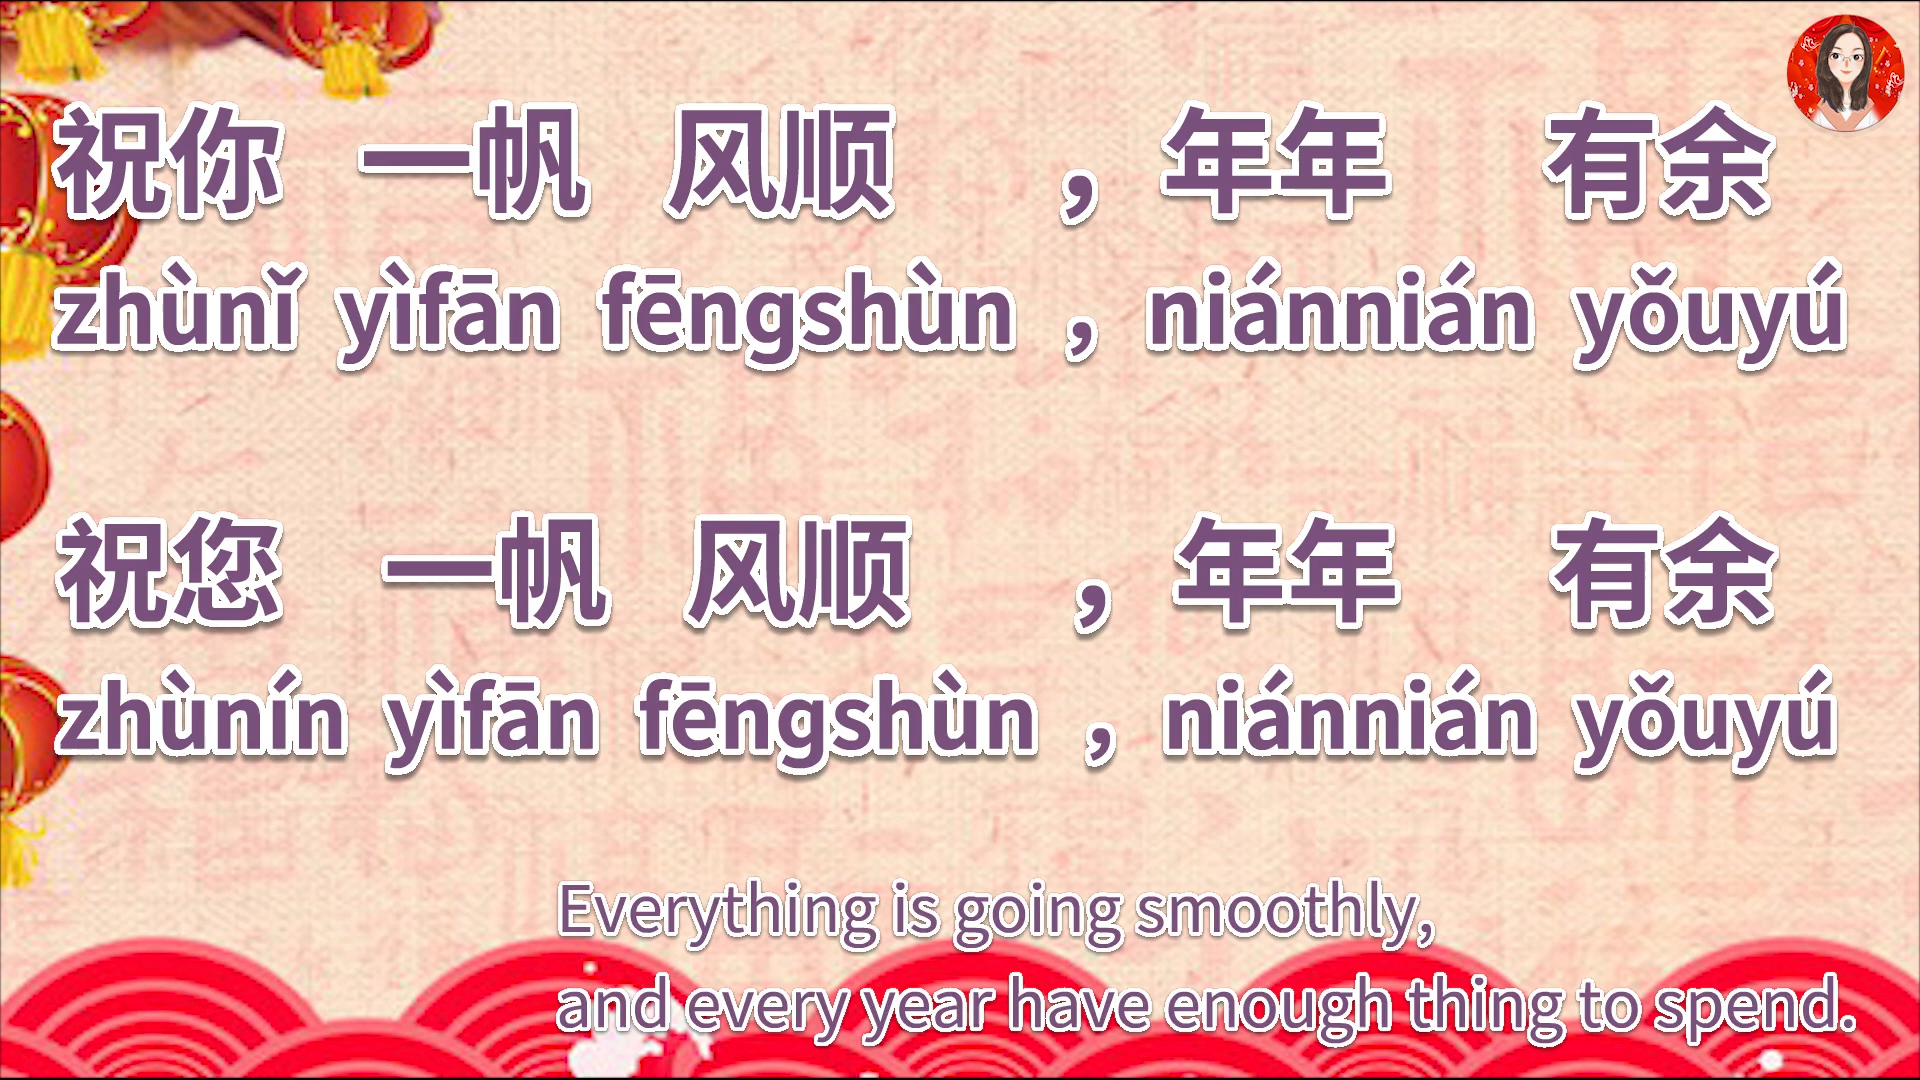 祝你 一帆 风顺 ，年年 有余
zhùnǐ yìfān fēngshùn , niánnián yǒuyú
祝您 一帆 风顺 ，年年 有余
zhùnín yìfān fēngshùn , niánnián yǒuyú
Everything is going smoothly,
and every year have enough thing to spend.